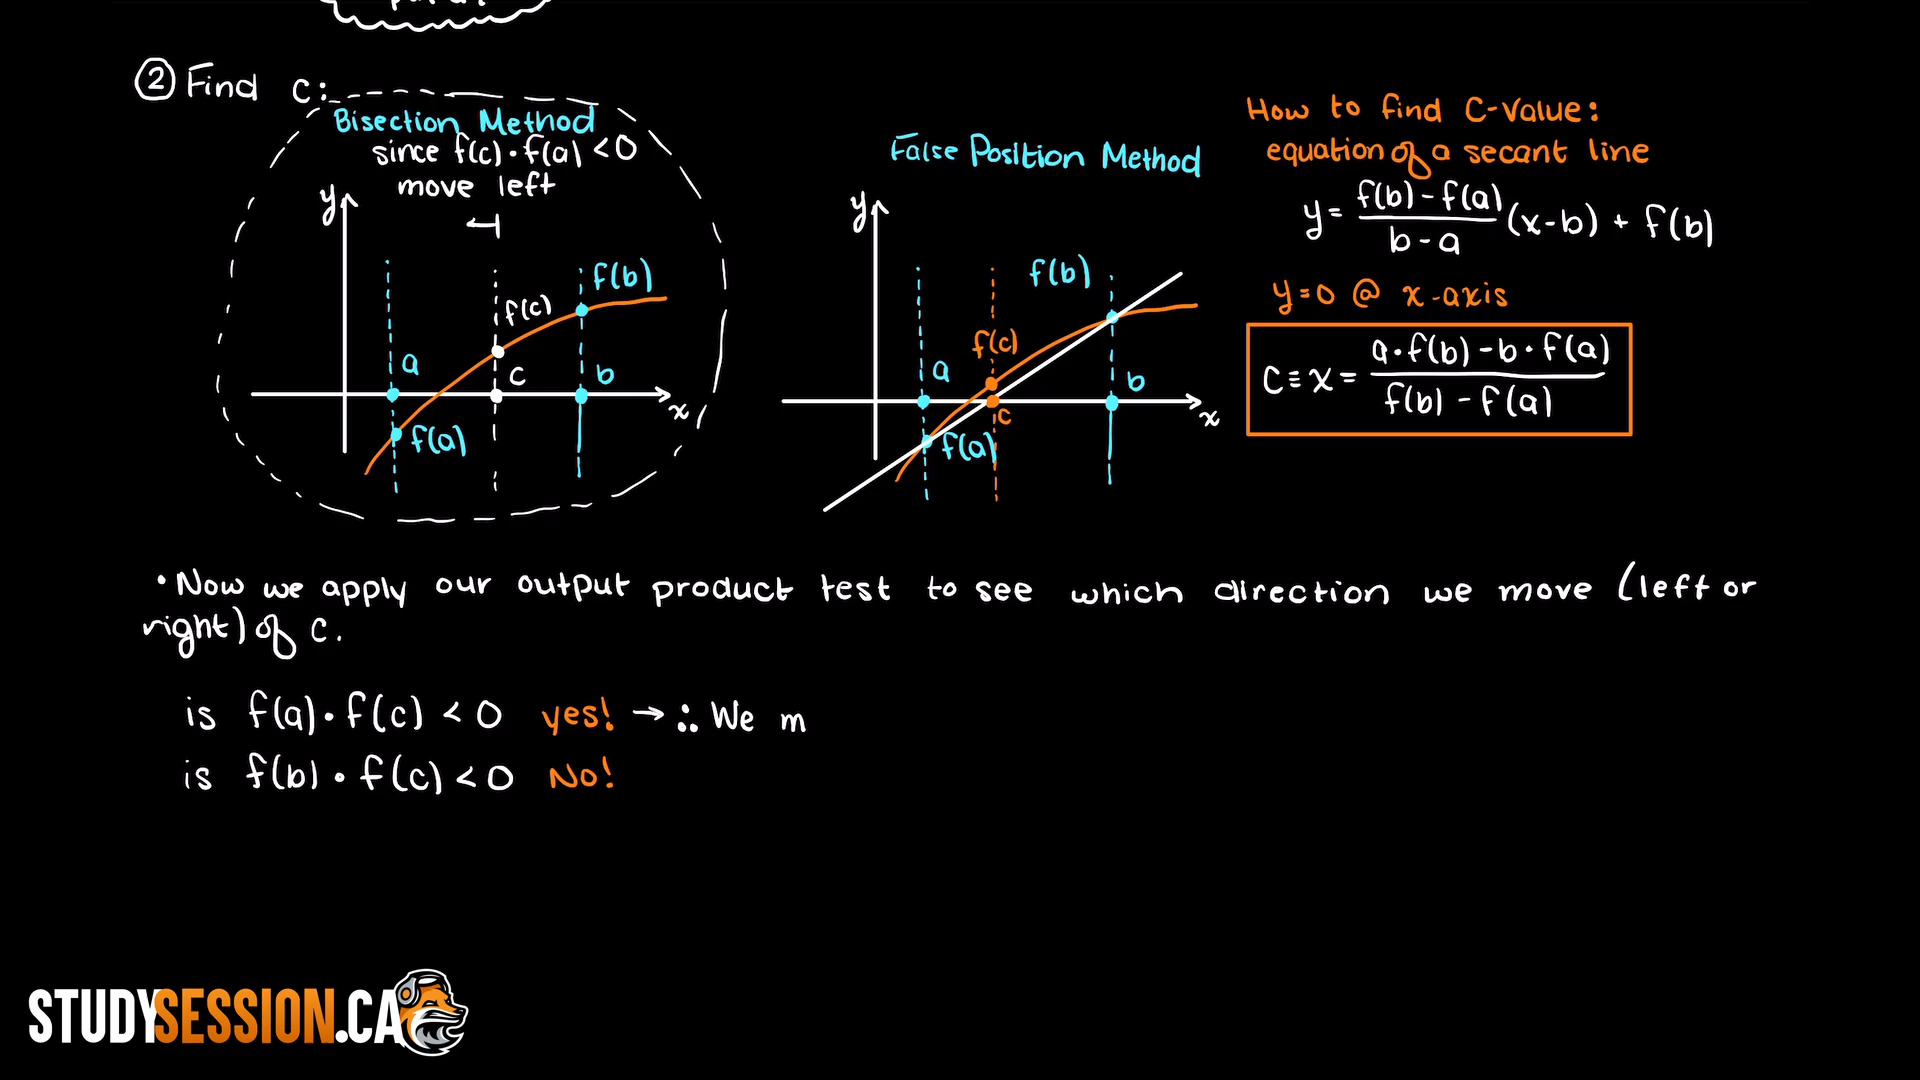 ② Find c:
Bisection Method
since f(c)·f(a) <0
move left
y
f(b)
f(c)
a
c
b
x
f(a)
False Position Method
y
f(b)
f(c)
a
b
c
x
f(a)
How to find C-Value:
equation of a secant line
y = \frac{f(b) - f(a)}{b - a} (x-b) + f(b)
y=0 @ x-axis
C ≡ x = \frac{a·f(b) - b·f(a)}{f(b) - f(a)}
• Now we apply our output product test to see which direction we move (left or
right) of c.
is f(a)·f(c) < 0 yes! → ∴ We m
is f(b)·f(c) < 0 No!
STUDYSESSION.CA